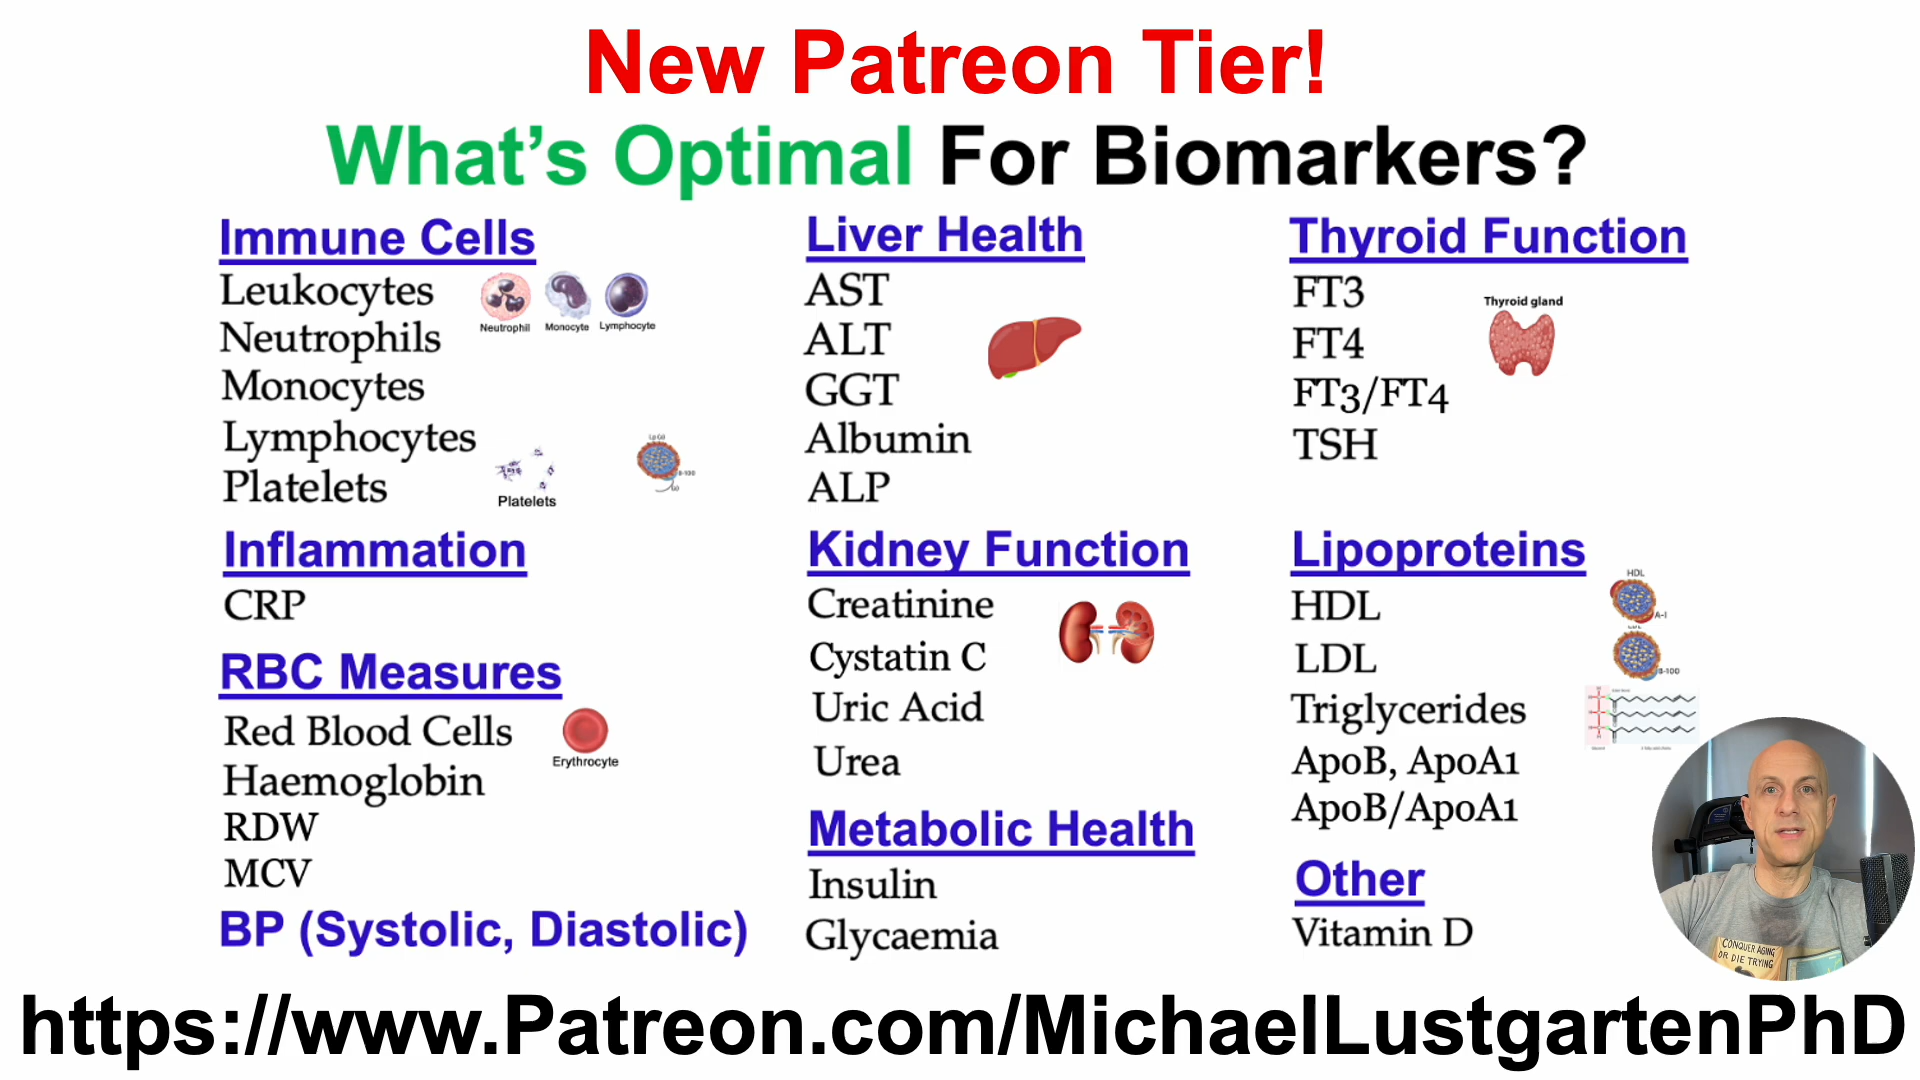 New Patreon Tier!
What's Optimal For Biomarkers?
Immune Cells
Leukocytes
Neutrophils
Monocytes
Lymphocytes
Platelets
Neutrophil
Monocyte
Lymphocyte
Platelets
B-100
Inflammation
CRP
RBC Measures
Red Blood Cells
Haemoglobin
RDW
MCV
Erythrocyte
BP (Systolic, Diastolic)
Liver Health
AST
ALT
GGT
Albumin
ALP
Kidney Function
Creatinine
Cystatin C
Uric Acid
Urea
Metabolic Health
Insulin
Glycaemia
Thyroid Function
FT3
FT4
FT3/FT4
TSH
Thyroid gland
Lipoproteins
HDL
LDL
Triglycerides
ApoB, ApoA1
ApoB/ApoA1
HDL
A-I
B-100
Other
Vitamin D
CONQUER AGING
OR DIE TRYING
https://www.Patreon.com/MichaelLustgartenPhD